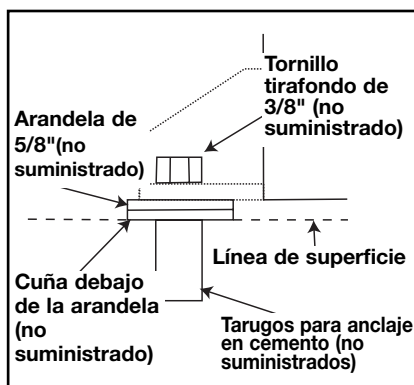 Tornillo
tirafondo de
3/8" (no
suministrado)
Arandela de
5/8"(no
suministrado)
Línea de superficie
Cuña debajo
de la arandela
(no
suministrado)
Tarugos para anclaje
en cemento (no
suministrados)